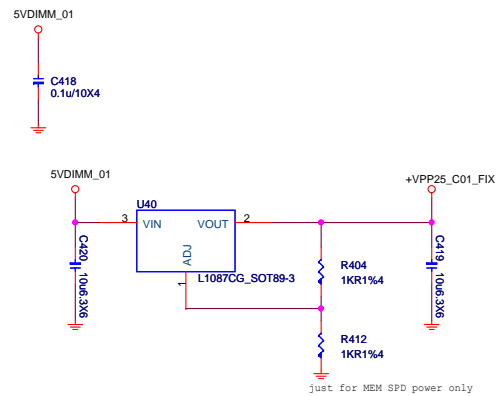 5VDIMM_01
C418
0.1u/10X4
5VDIMM_01
+VPP25_C01_FIX
U40
3
VIN
VOUT
2
ADJ
1
L1087CG_SOT89-3
C420
10u6.3X6
R404
1KR1%4
C419
10u6.3X6
R412
1KR1%4
just for MEM SPD power only